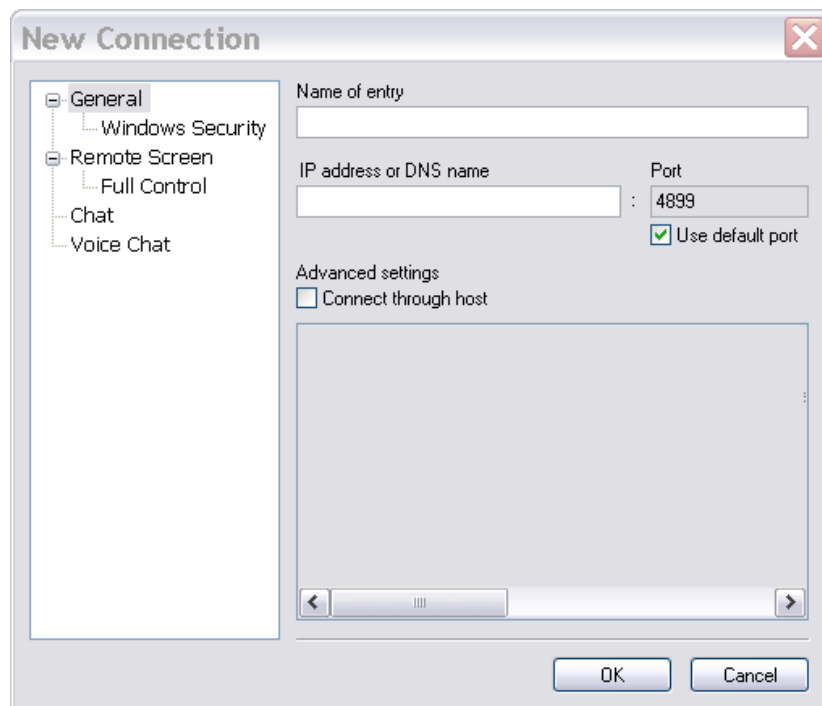 New Connection
General
Windows Security
Remote Screen
Full Control
Chat
Voice Chat
Name of entry
IP address or DNS name
Port
:
4899
Use default port
Advanced settings
Connect through host
OK
Cancel